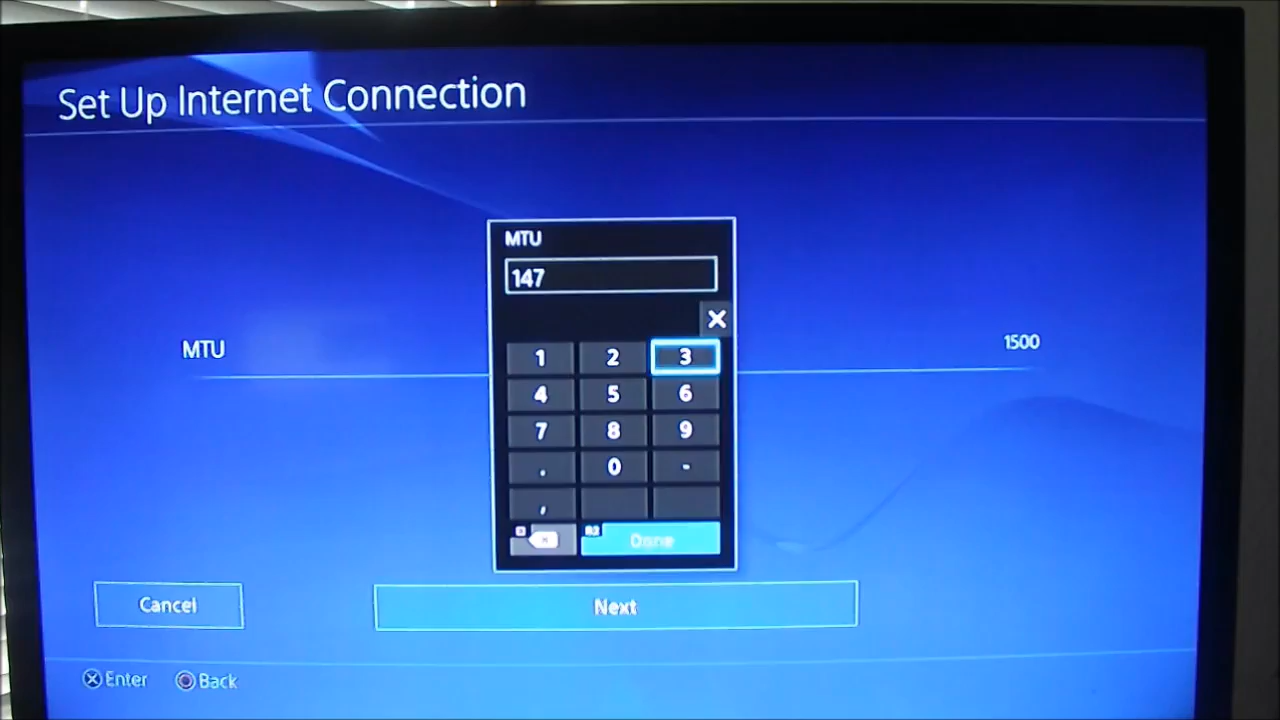 Set Up Internet Connection
MTU
147
MTU
1500
1 2 3
4 5 6
7 8 9
. 0 -
,
R2
Done
Cancel
Next
Enter
Back